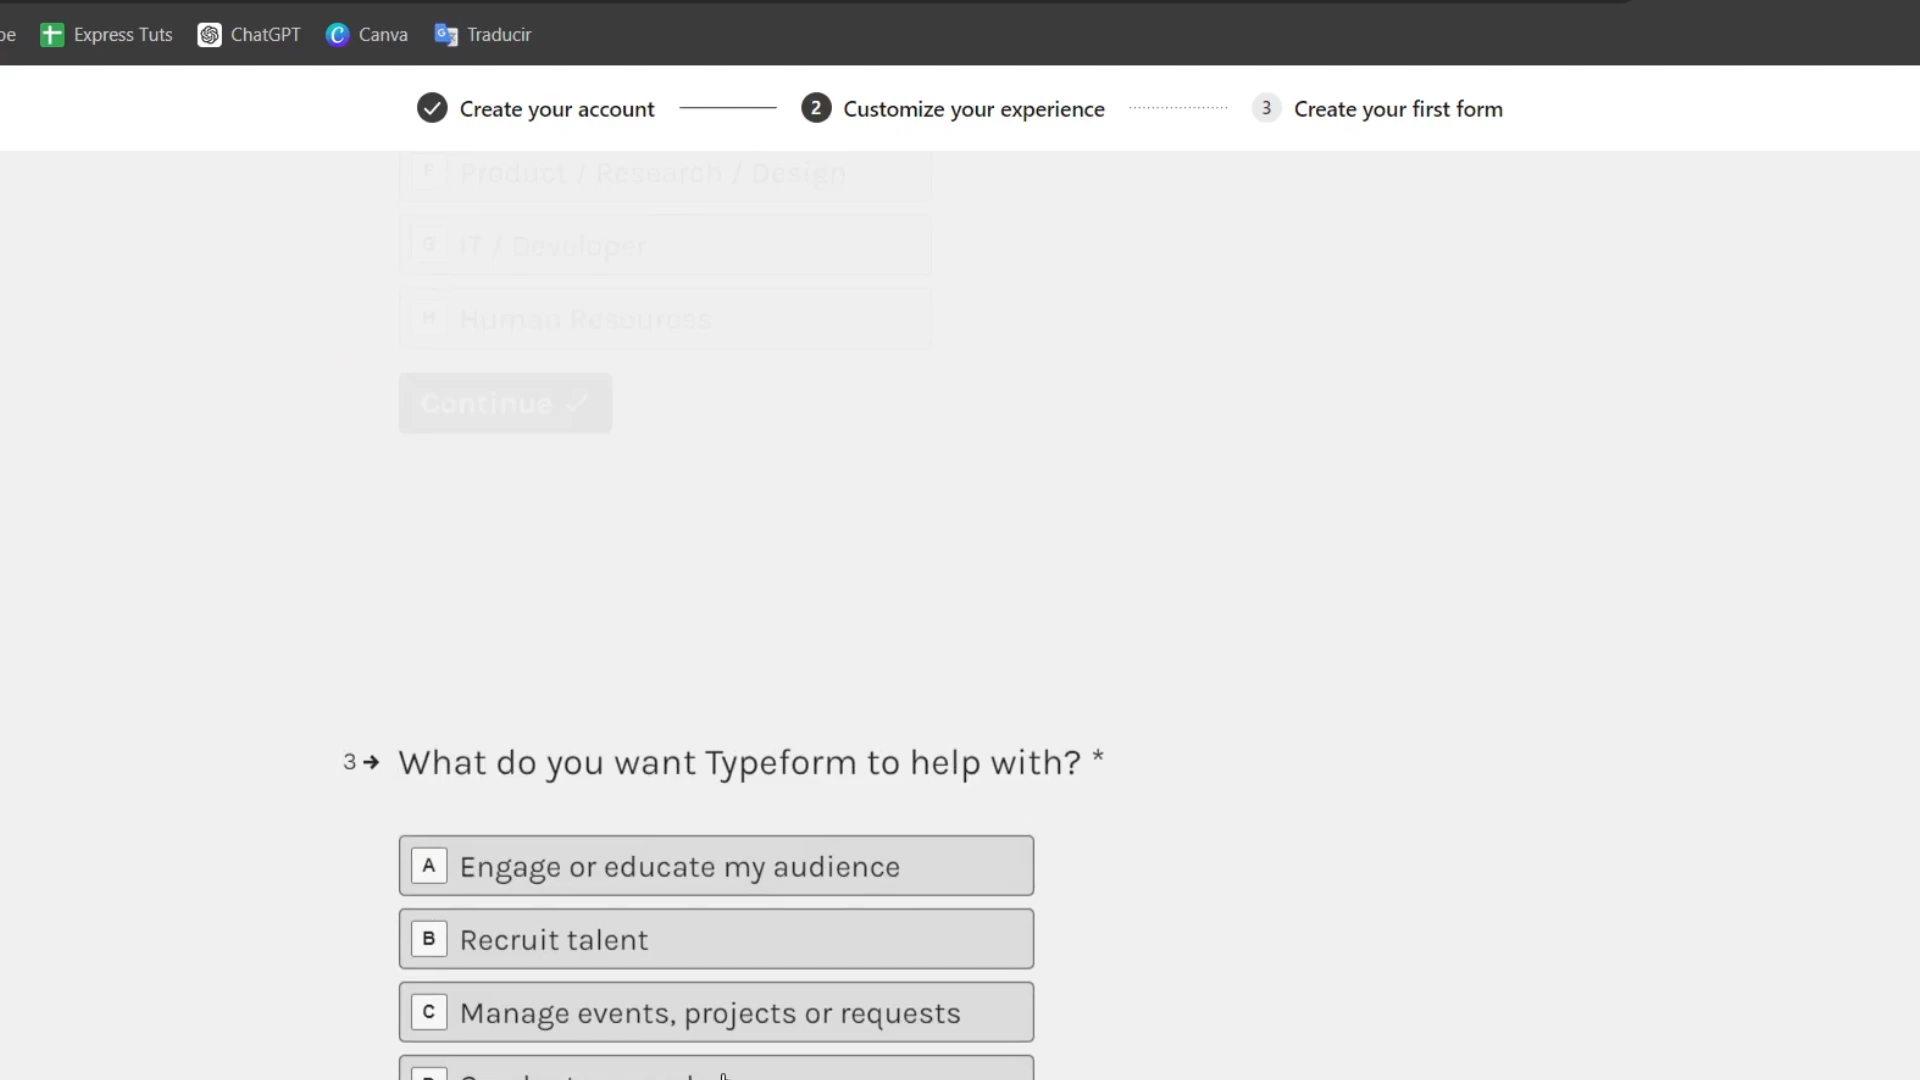 Express Tuts ChatGPT Canva Traducir
Create your account 2 Customize your experience 3 Create your first form
F Product / Research / Design
G IT / Developer
H Human Resources
Continue
3 What do you want Typeform to help with? *
A Engage or educate my audience
B Recruit talent
C Manage events, projects or requests